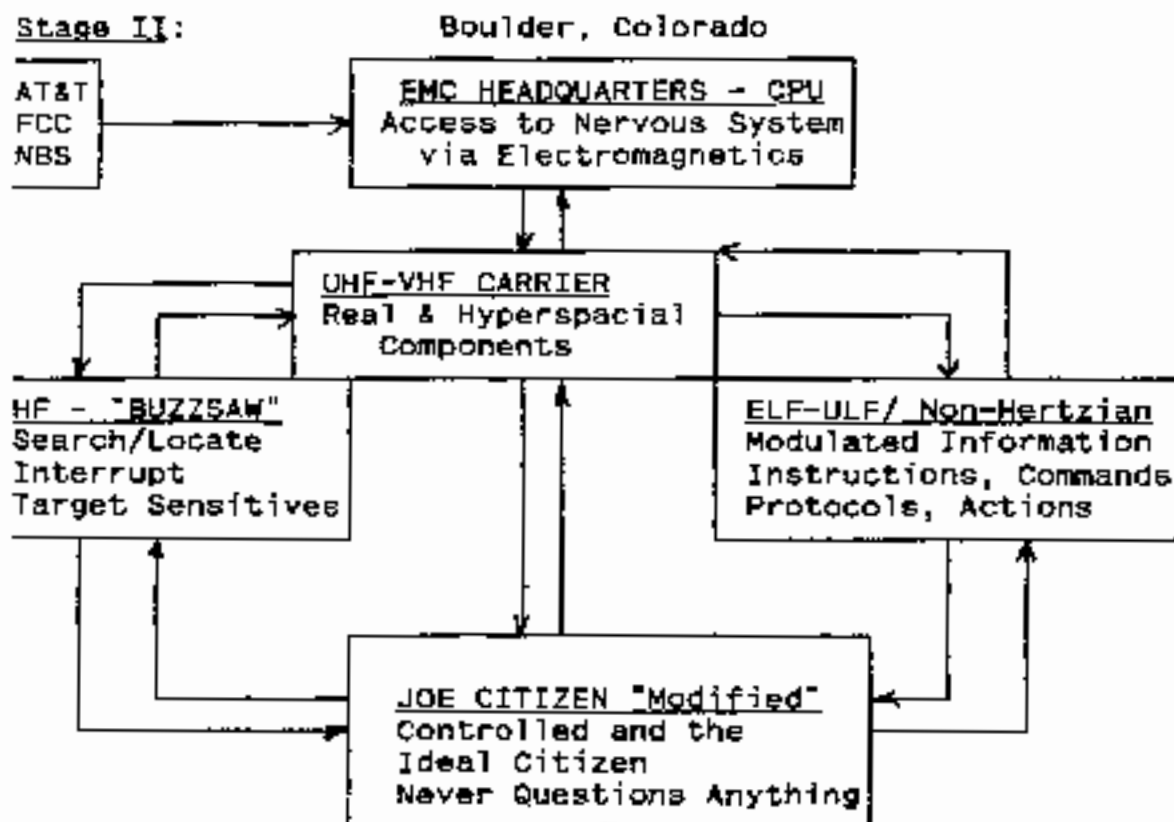 Stage II:
Boulder, Colorado
AT&T
FCC
NBS
EMC HEADQUARTERS - CPU
Access to Nervous System
via Electromagnetics
UHF-VHF CARRIER
Real & Hyperspacial
Components
HF - "BUZZSAW"
Search/Locate
Interrupt
Target Sensitives
ELF-ULF/ Non-Hertzian
Modulated Information
Instructions, Commands
Protocols, Actions
JOE CITIZEN "Modified"
Controlled and the
Ideal Citizen
Never Questions Anything